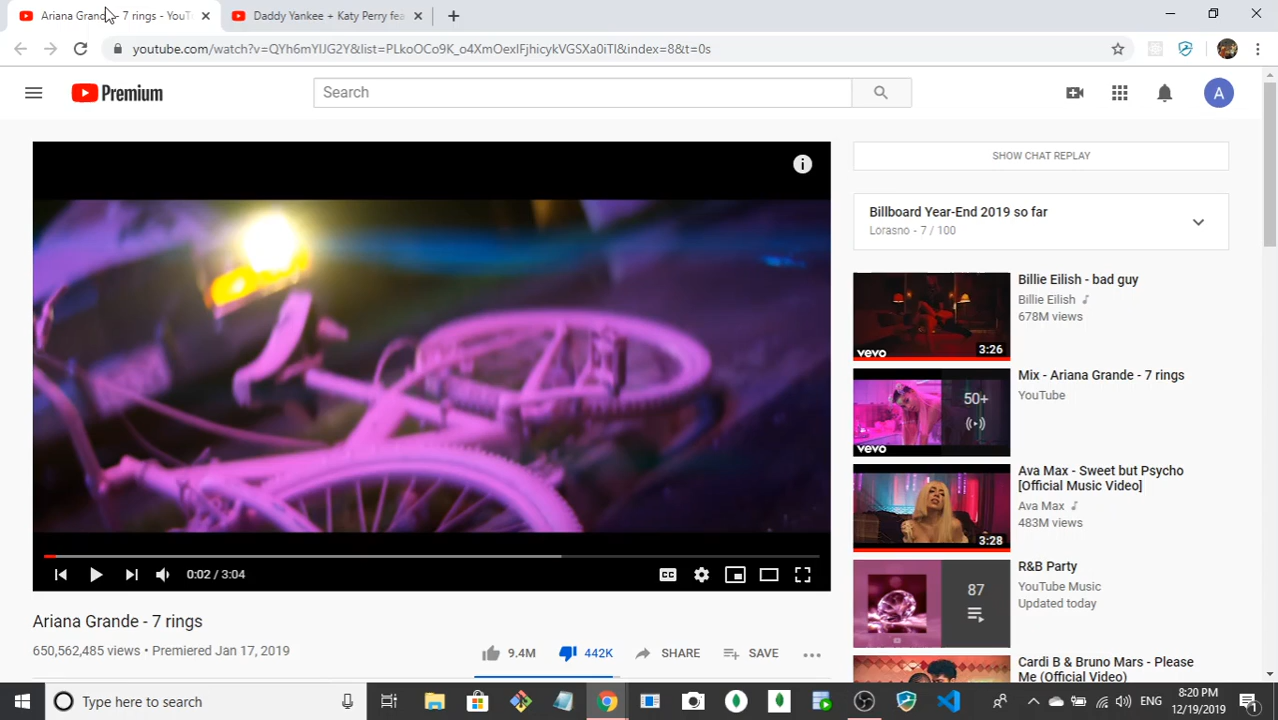 Ariana Grand - 7 rings - YouT
Daddy Yankee + Katy Perry fea
youtube.com/watch?v=QYh6mYIJG2Y&list=PLkoOCo9K_o4XmOexlFjhicykVGSXa0iTl&index=8&t=0s
Premium
Search
A
SHOW CHAT REPLAY
Billboard Year-End 2019 so far
Lorasno - 7 / 100
Billie Eilish - bad guy
Billie Eilish
678M views
vevo
3:26
Mix - Ariana Grande - 7 rings
YouTube
50+
vevo
Ava Max - Sweet but Psycho
[Official Music Video]
Ava Max
483M views
3:28
R&B Party
YouTube Music
Updated today
87
Cardi B & Bruno Mars - Please
Me (Official Video)
i
CC
0:02 / 3:04
Ariana Grande - 7 rings
650,562,485 views • Premiered Jan 17, 2019
9.4M
442K
SHARE
SAVE
Type here to search
ENG
8:20 PM
12/19/2019
1